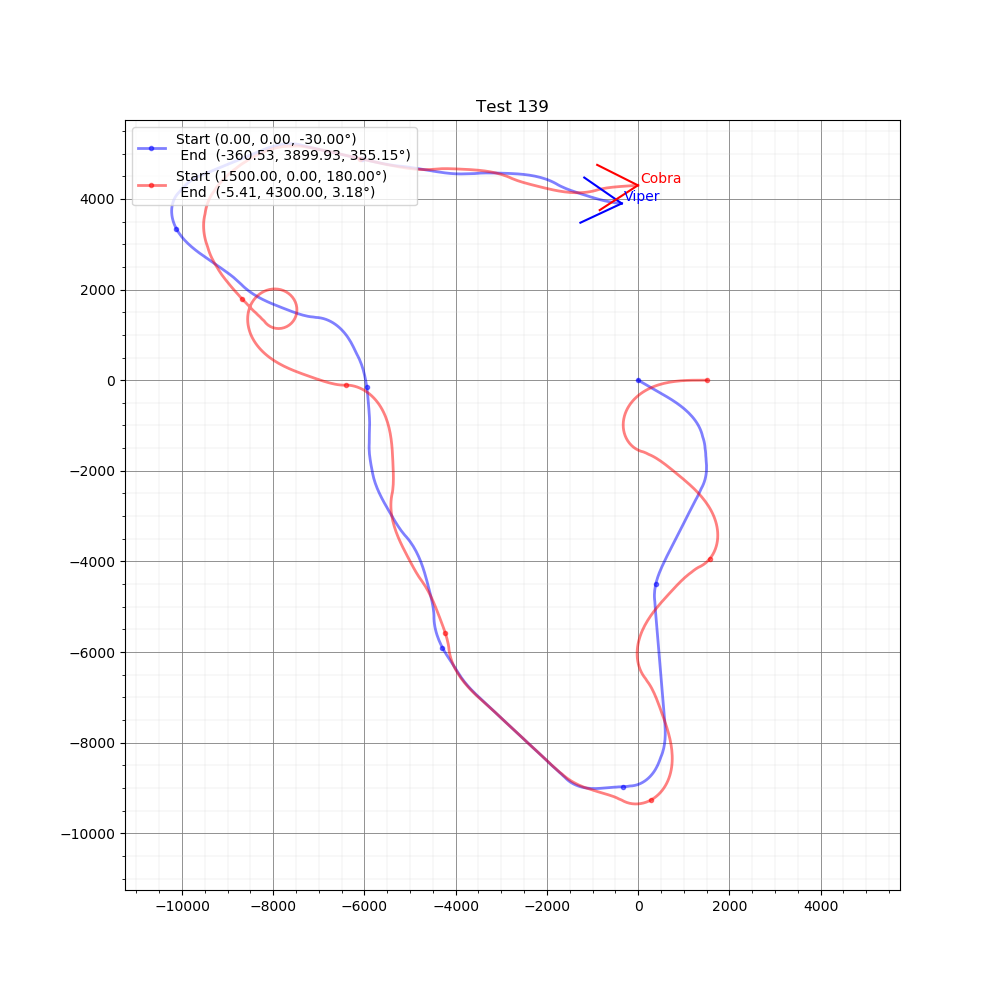 Test 139
Start (0.00, 0.00, -30.00°)
End  (-360.53, 3899.93, 355.15°)
Start (1500.00, 0.00, 180.00°)
End  (-5.41, 4300.00, 3.18°)
Cobra
Viper
4000
2000
0
−2000
−4000
−6000
−8000
−10000
−10000 −8000 −6000 −4000 −2000 0 2000 4000